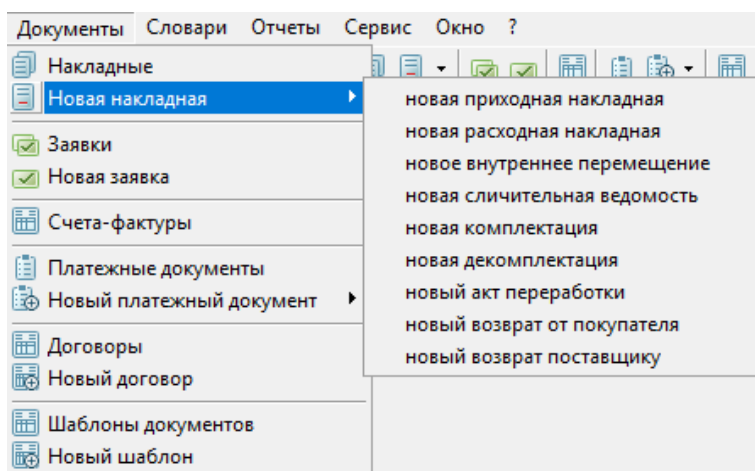 Документы Словари Отчеты Сервис Окно ?
Накладные
Новая накладная
новая приходная накладная
новая расходная накладная
новое внутреннее перемещение
новая сличительная ведомость
новая комплектация
новая декомплектация
новый акт переработки
новый возврат от покупателя
новый возврат поставщику
Заявки
Новая заявка
Счета-фактуры
Платежные документы
Новый платежный документ
Договоры
Новый договор
Шаблоны документов
Новый шаблон